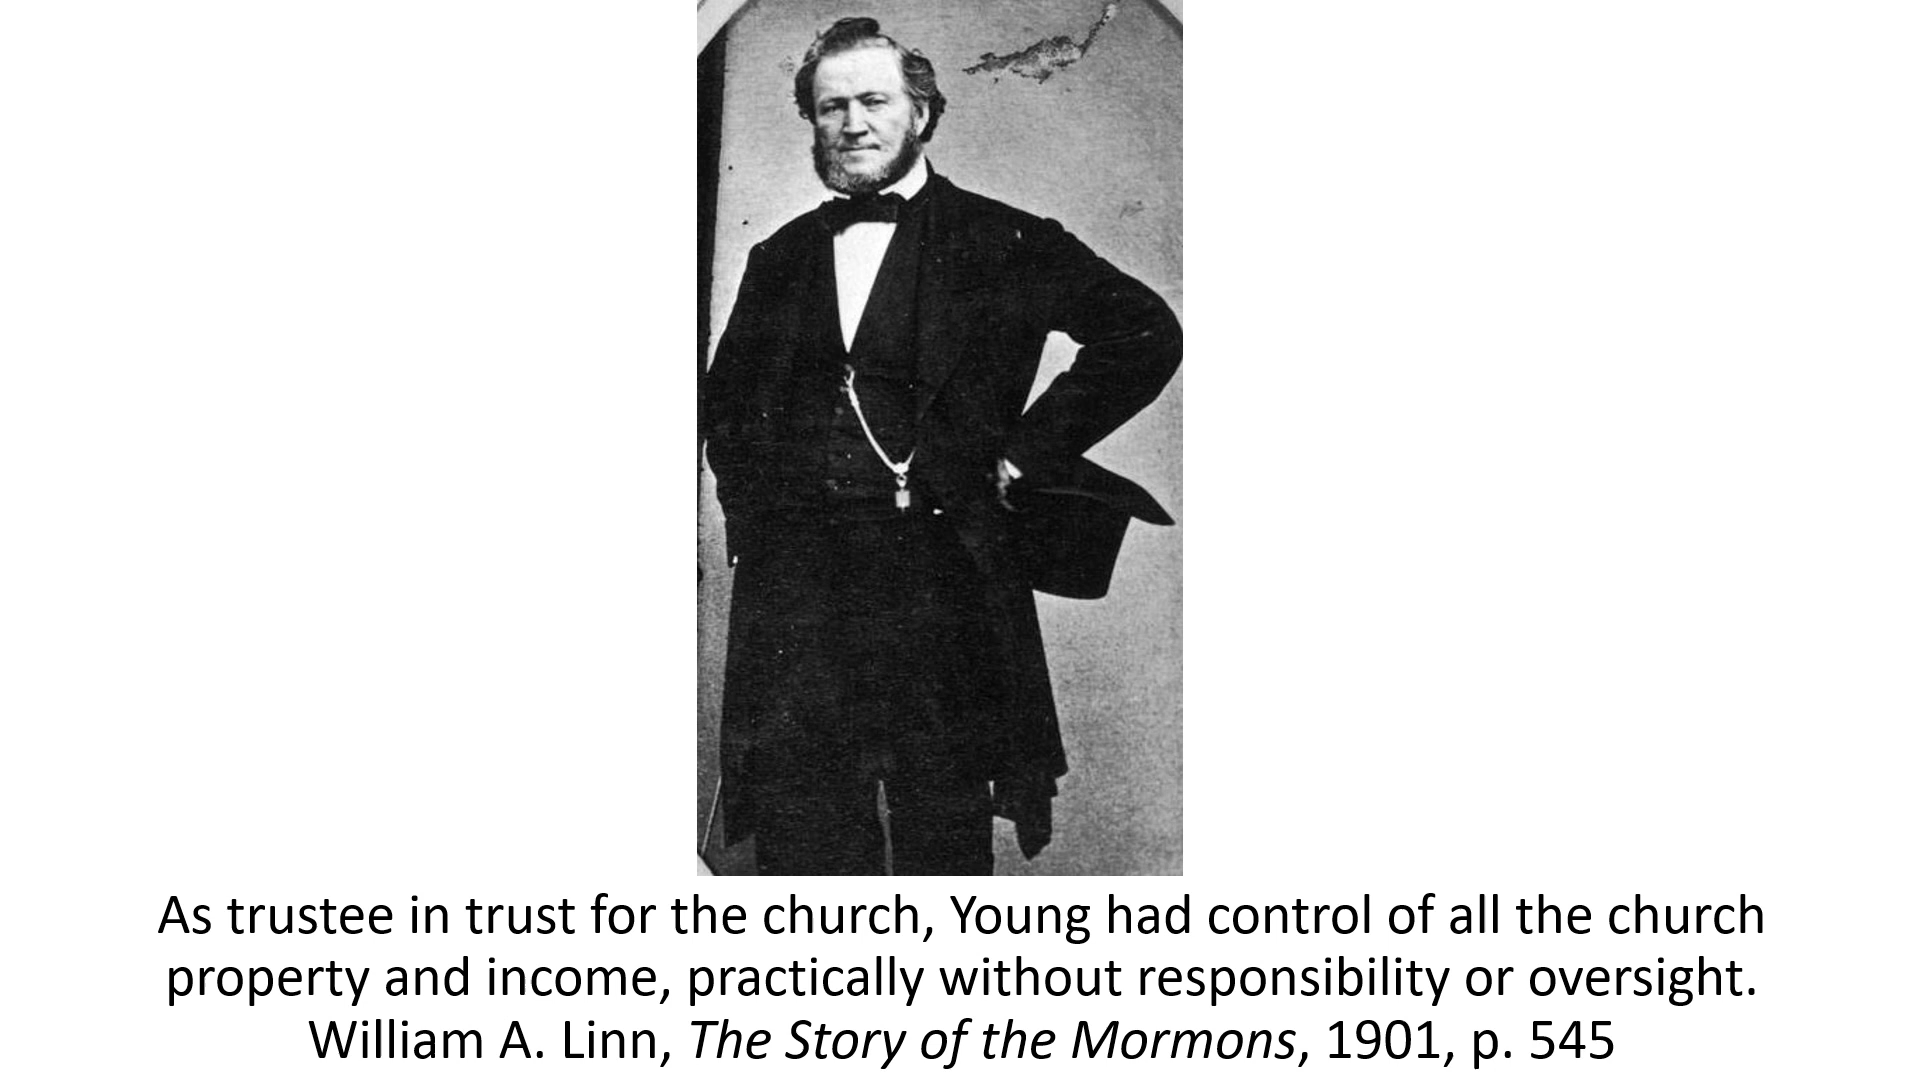 As trustee in trust for the church, Young had control of all the church
property and income, practically without responsibility or oversight.
William A. Linn, The Story of the Mormons, 1901, p. 545